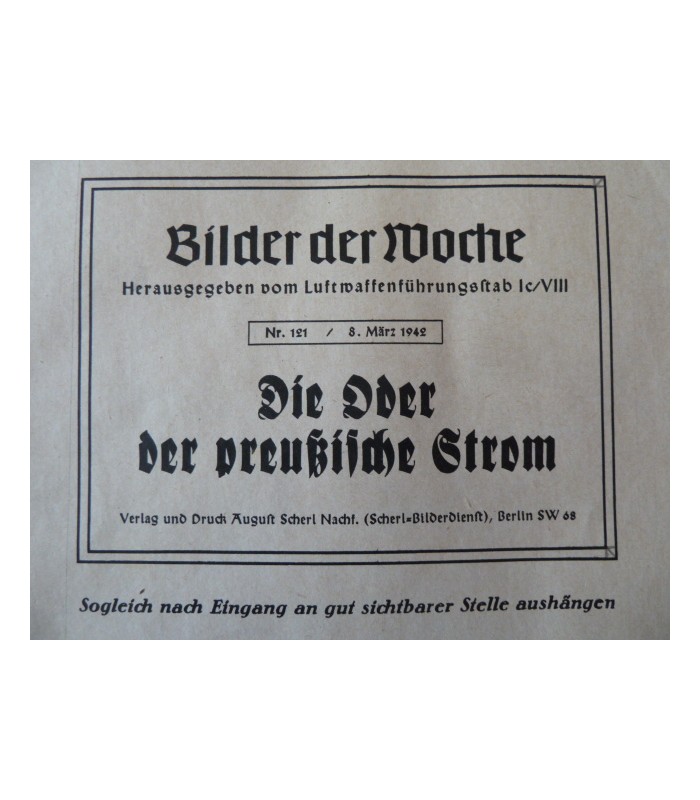 Bilder der Woche
Herausgegeben vom Luftwaffenführungsstab Ic/VIII
Nr. 121 / 8. März 1942
Die Oder
der preußische Strom
Verlag und Druck August Scherl Nachf. (Scherl=Bilderdienst), Berlin SW 68
Sogleich nach Eingang an gut sichtbarer Stelle aushängen